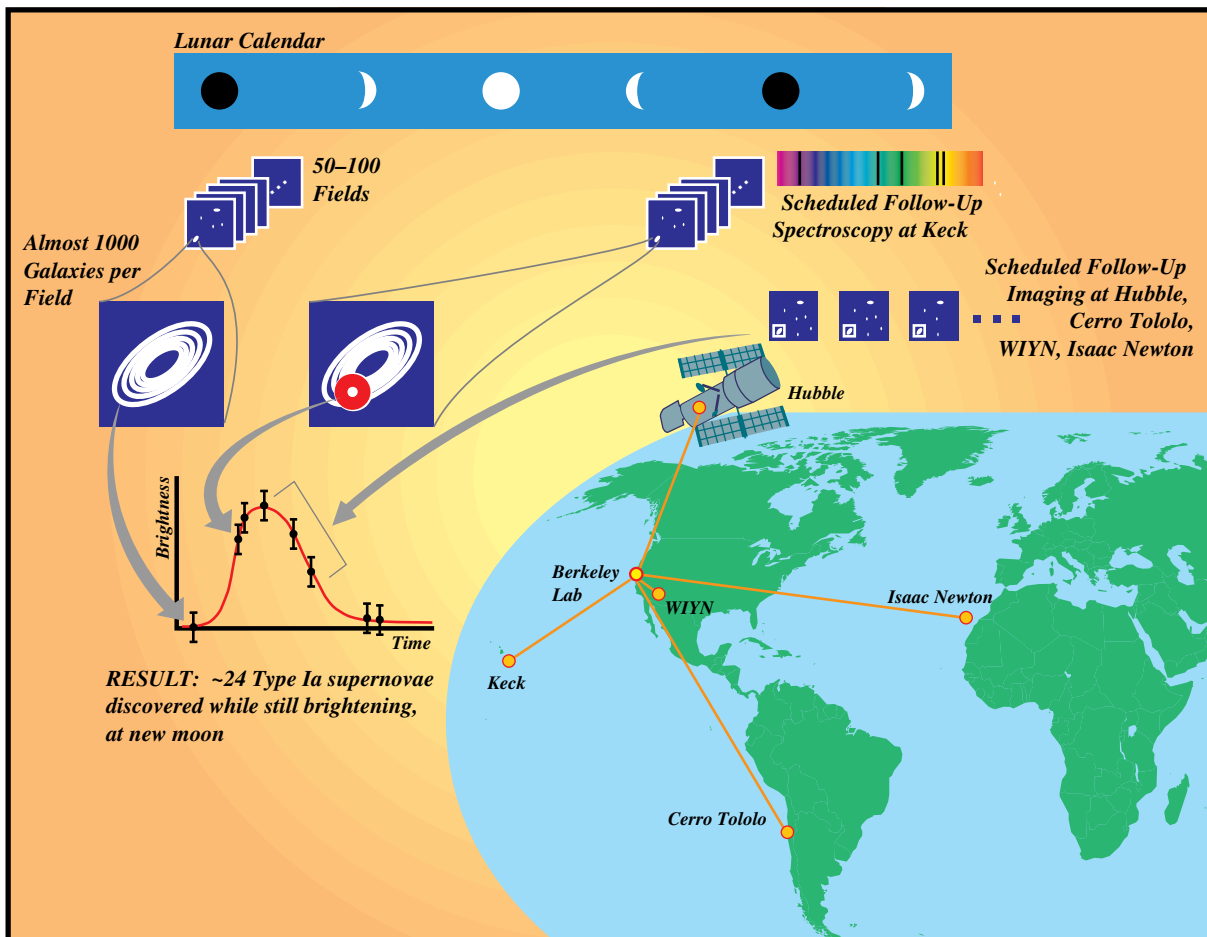 Lunar Calendar
50–100
Fields
Almost 1000
Galaxies per
Field
Scheduled Follow-Up
Spectroscopy at Keck
Scheduled Follow-Up
Imaging at Hubble,
Cerro Tololo,
WIYN, Isaac Newton
Hubble
Brightness
Time
RESULT: ~24 Type Ia supernovae
discovered while still brightening,
at new moon
Berkeley
Lab
WIYN
Isaac Newton
Keck
Cerro Tololo